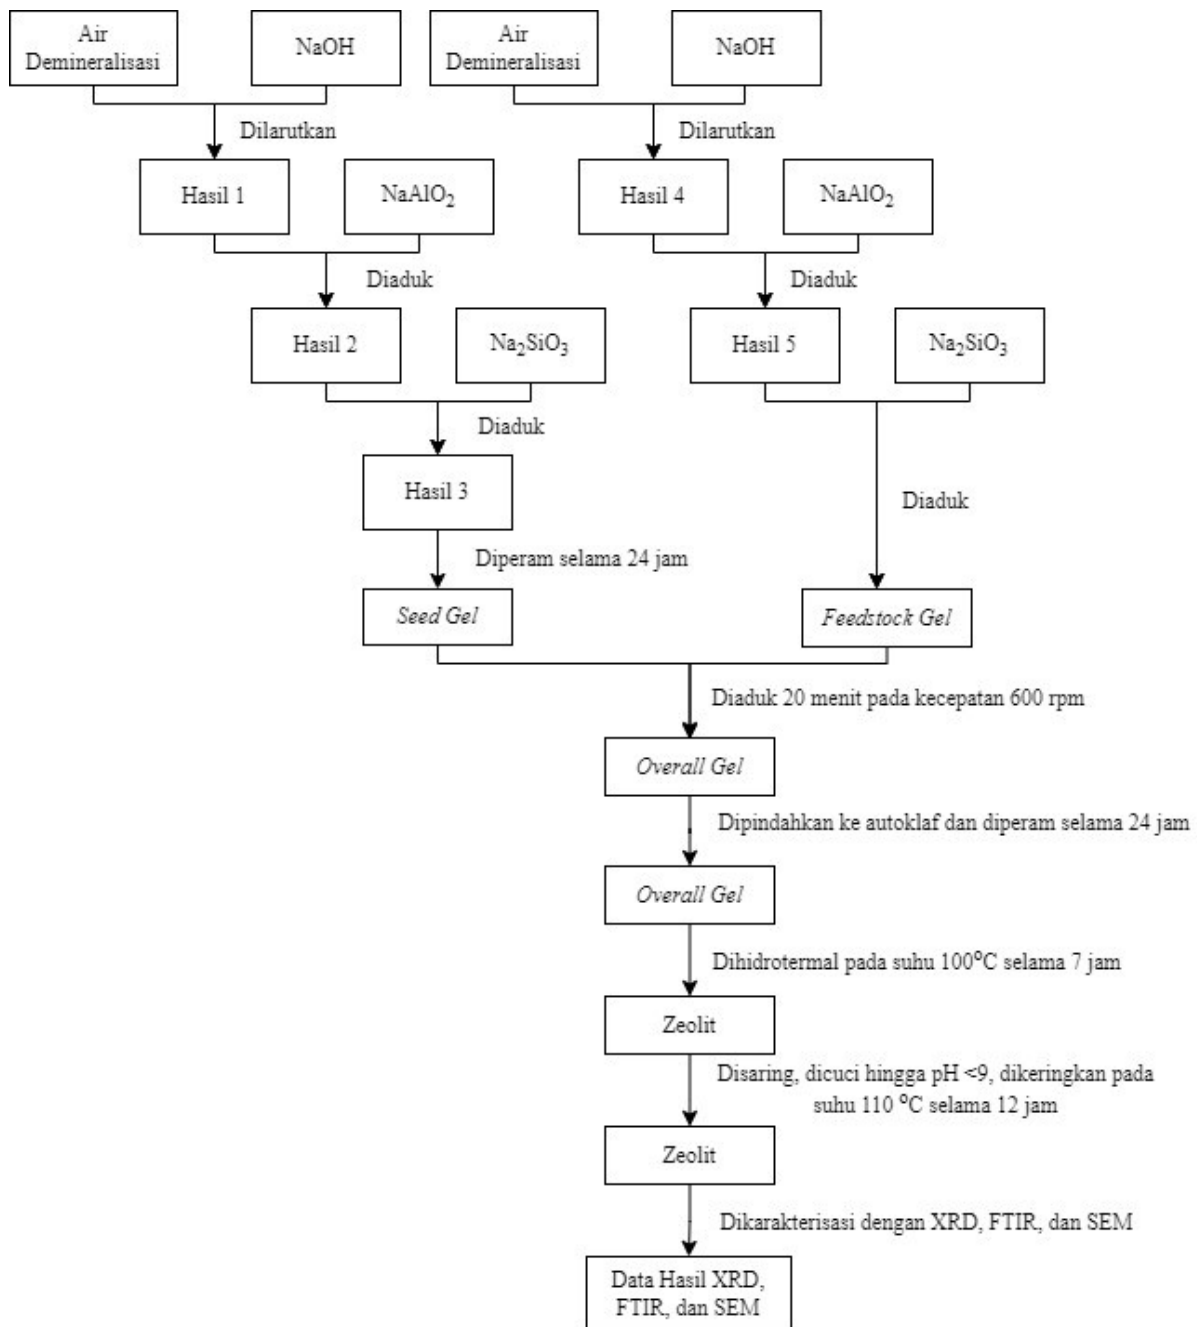 Air
Demineralisasi
NaOH
Air
Demineralisasi
NaOH
Dilarutkan
Dilarutkan
Hasil 1
NaAlO₂
Hasil 4
NaAlO₂
Diaduk
Diaduk
Hasil 2
Na₂SiO₃
Hasil 5
Na₂SiO₃
Diaduk
Hasil 3
Diaduk
Diperam selama 24 jam
Seed Gel
Feedstock Gel
Diaduk 20 menit pada kecepatan 600 rpm
Overall Gel
Dipindahkan ke autoklaf dan diperam selama 24 jam
Overall Gel
Dihidrotermal pada suhu 100°C selama 7 jam
Zeolit
Disaring, dicuci hingga pH <9, dikeringkan pada
suhu 110 °C selama 12 jam
Zeolit
Dikarakterisasi dengan XRD, FTIR, dan SEM
Data Hasil XRD,
FTIR, dan SEM